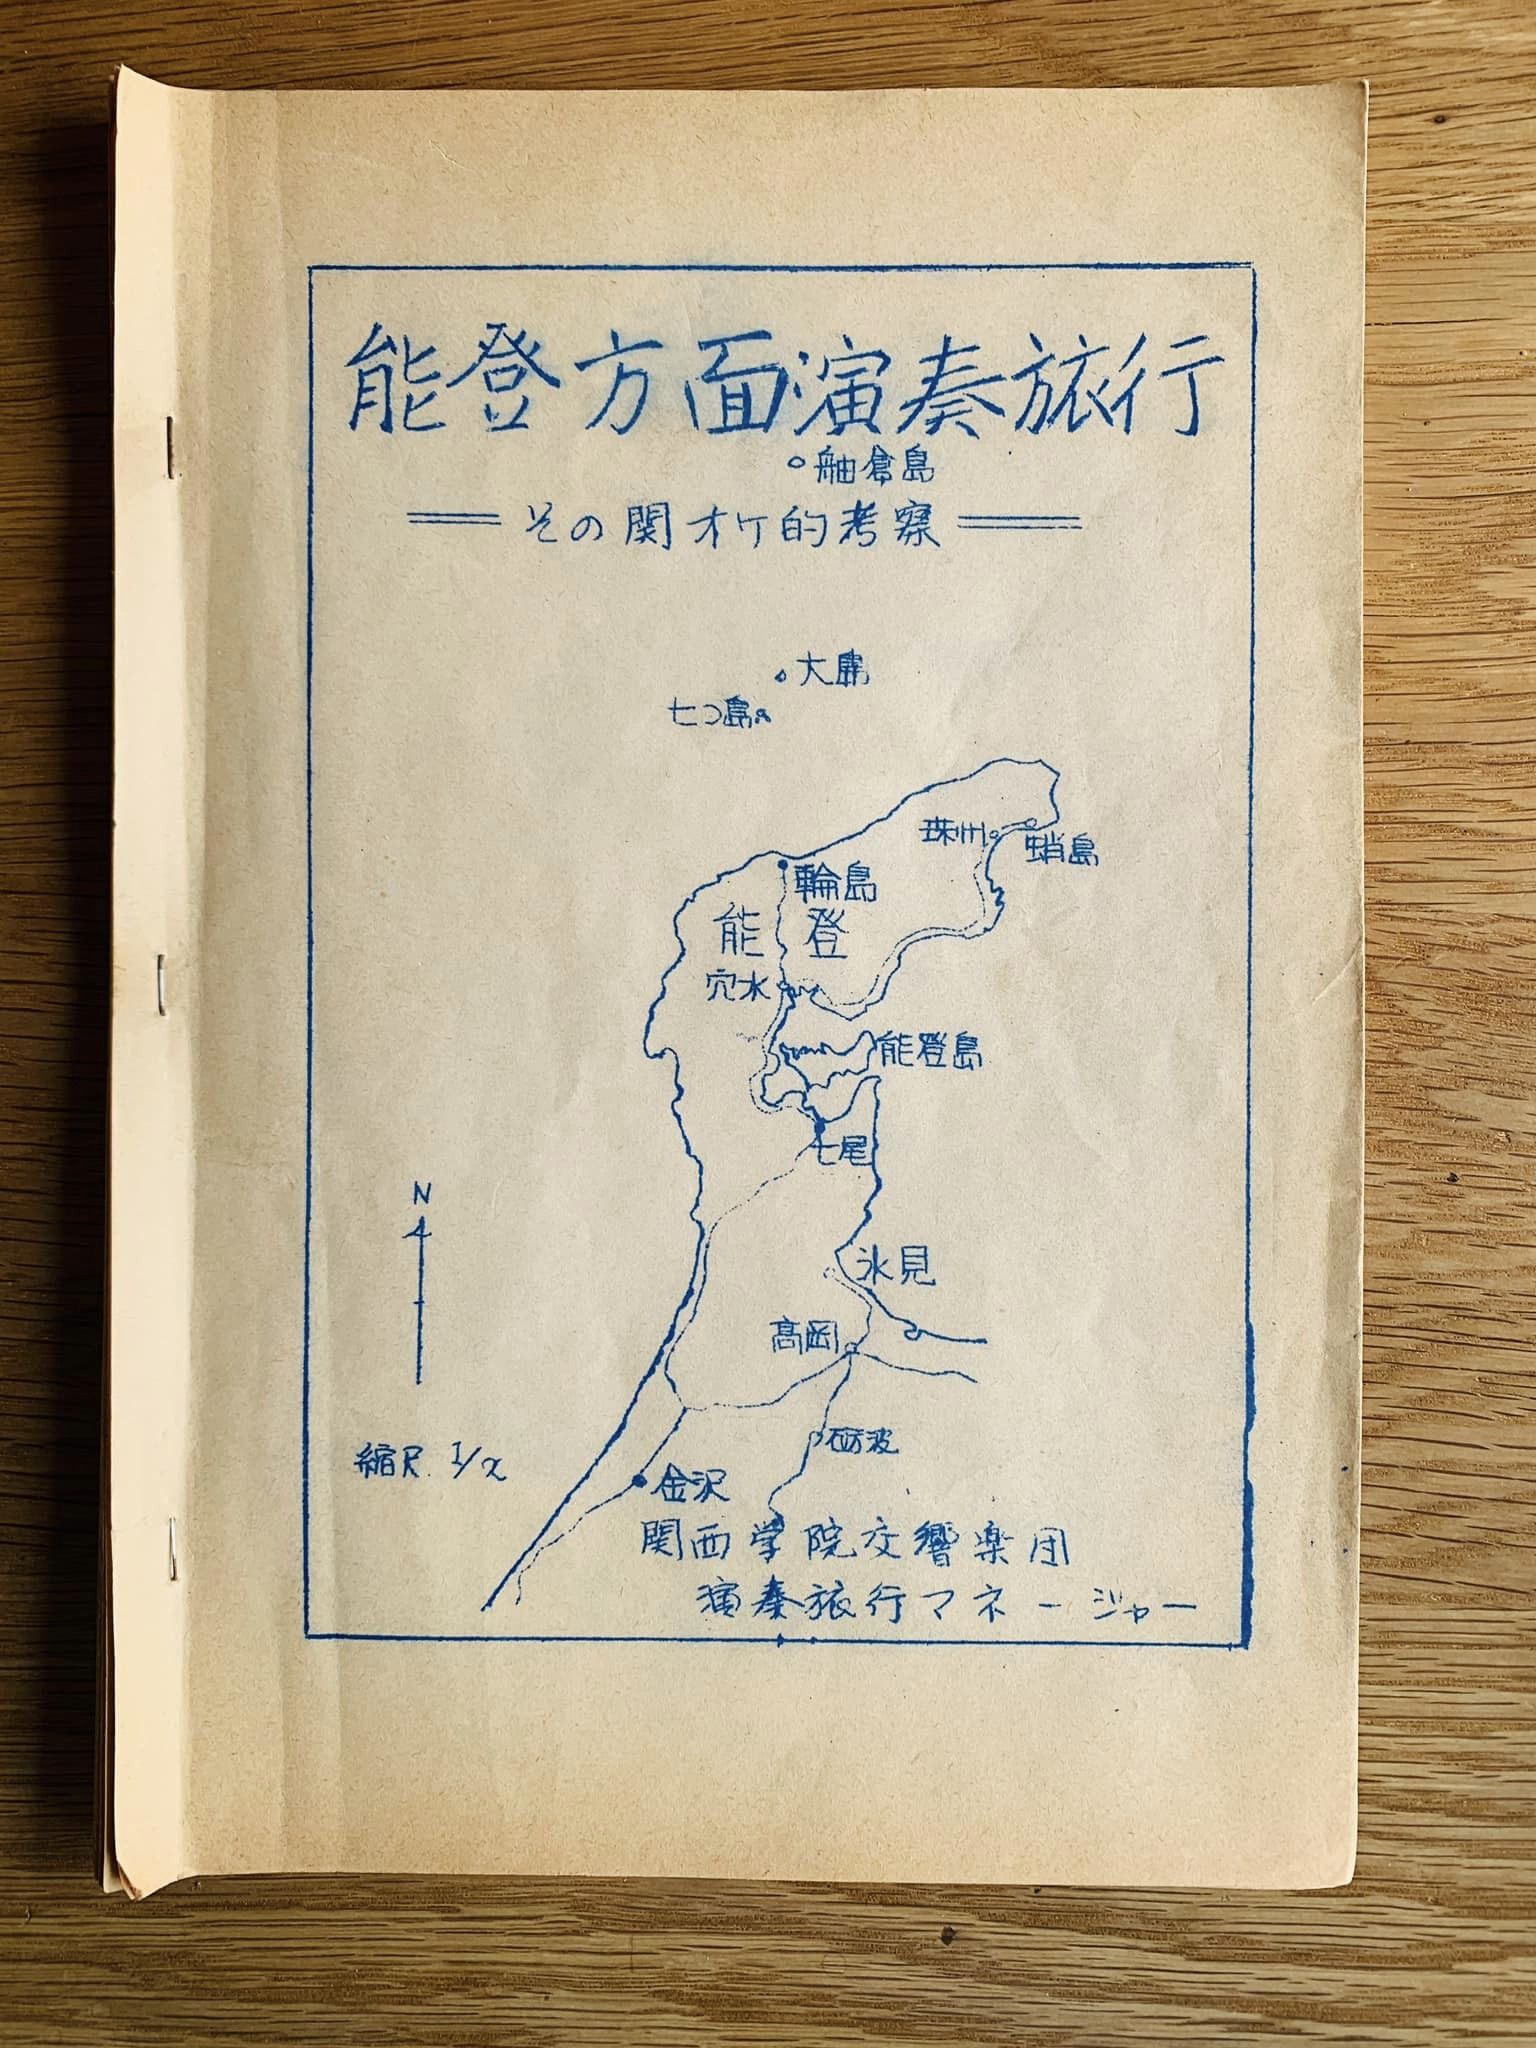 能登方面演奏旅行
舳倉島
その関オケ的考察
大島
七つ島
珠州
蛸島
輪島
能登
穴水
能登島
七尾
N
氷見
高岡
砺波
縮尺 1/x
金沢
関西学院交響楽団
演奏旅行マネージャー